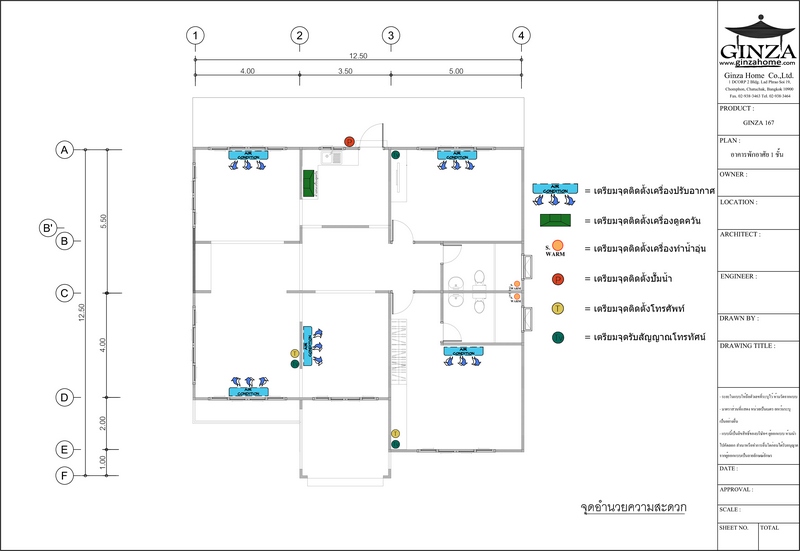 1
2
3
4
12.50
4.00
3.50
5.00
A
B'
B
C
D
E
F
5.50
12.50
4.00
2.00
1.00
AIR
CONDITION
AIR
CONDITION
AIR
CONDITION
AIR
CONDITION
AIR
CONDITION
P
T
T
AIR
CONDITION
= เตรียมจุดติดตั้งเครื่องปรับอากาศ
= เตรียมจุดติดตั้งเครื่องดูดควัน
S.
WARM
= เตรียมจุดติดตั้งเครื่องทำน้ำอุ่น
P
= เตรียมจุดติดตั้งปั๊มน้ำ
T
= เตรียมจุดติดตั้งโทรศัพท์
= เตรียมจุดรับสัญญาณโทรทัศน์
จุดอำนวยความสะดวก
GINZA
www.ginzahome.com
Ginza Home Co.,Ltd.
1 DCORP 2 Bldg. Lad Phrao Soi 19,
Chomphon, Chatuchak, Bangkok 10900
Fax. 02-938-3463 Tel. 02-938-3464
PRODUCT :
GINZA 167
PLAN :
อาคารพักอาศัย 1 ชั้น
OWNER :
LOCATION :
ARCHITECT :
ENGINEER :
DRAWN BY :
DRAWING TITLE :
DATE :
APPROVAL :
SCALE :
SHEET NO.
TOTAL